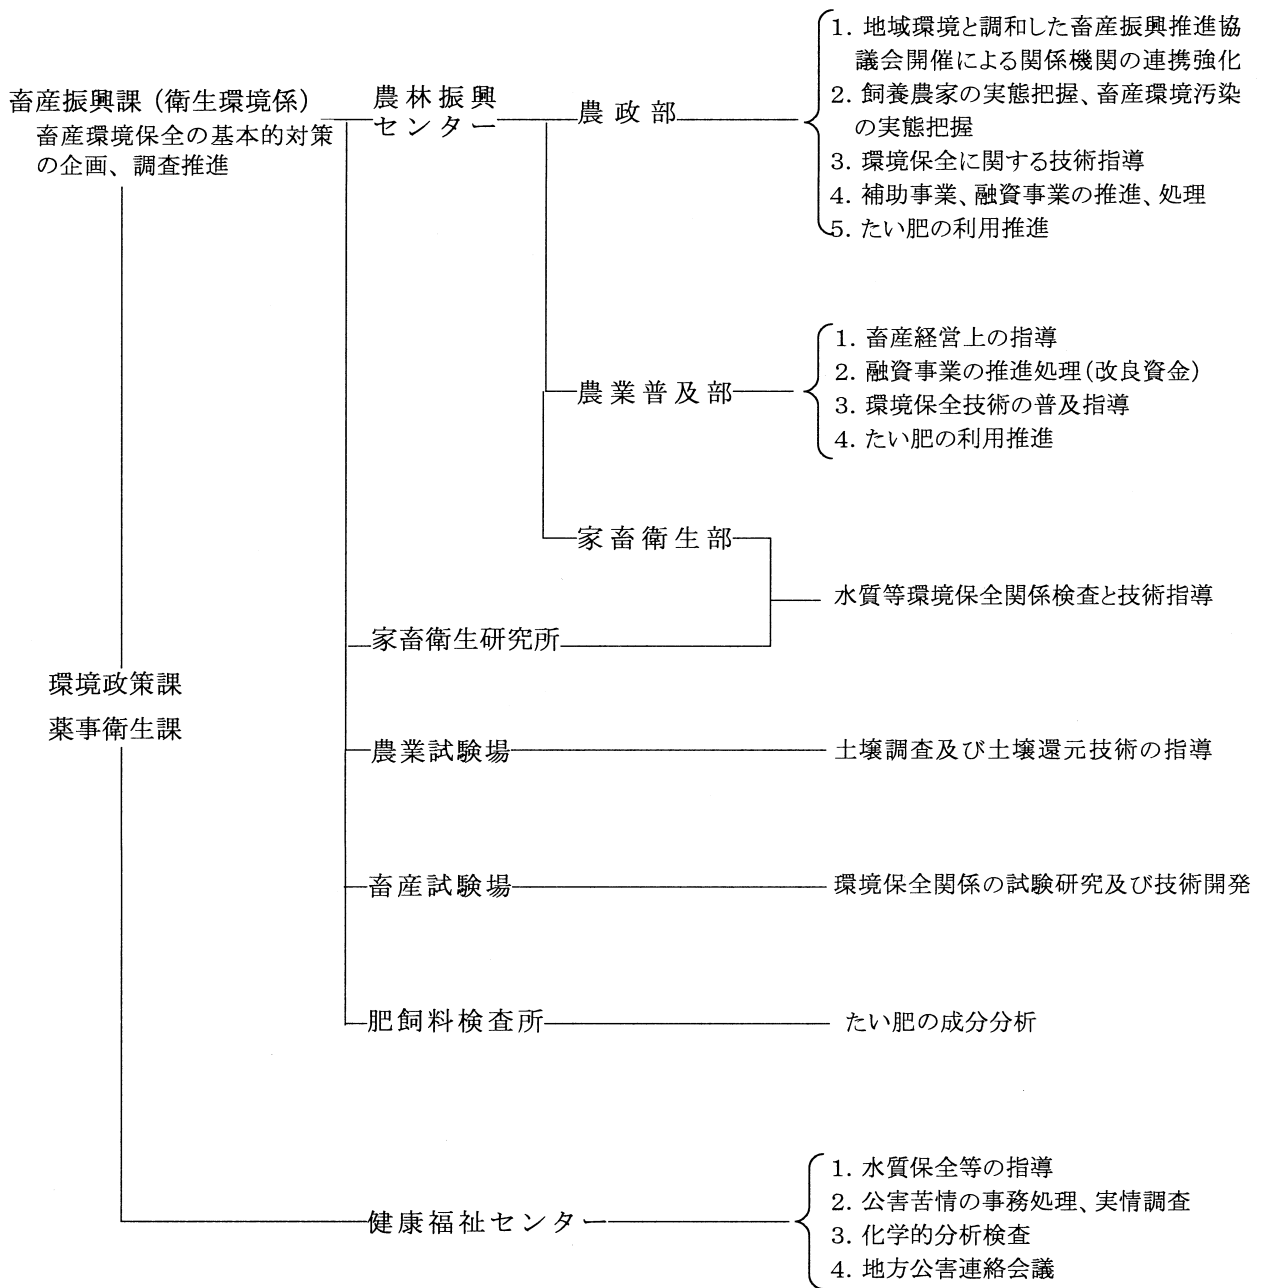 畜産振興課（衛生環境係）
畜産環境保全の基本的対策
の企画、調査推進
農林振興
センター
農政部
1. 地域環境と調和した畜産振興推進協
議会開催による関係機関の連携強化
2. 飼養農家の実態把握、畜産環境汚染
の実態把握
3. 環境保全に関する技術指導
4. 補助事業、融資事業の推進、処理
5. たい肥の利用推進
農業普及部
1. 畜産経営上の指導
2. 融資事業の推進処理(改良資金)
3. 環境保全技術の普及指導
4. たい肥の利用推進
家畜衛生部
水質等環境保全関係検査と技術指導
家畜衛生研究所
環境政策課
薬事衛生課
農業試験場
土壌調査及び土壌還元技術の指導
畜産試験場
環境保全関係の試験研究及び技術開発
肥飼料検査所
たい肥の成分分析
健康福祉センター
1. 水質保全等の指導
2. 公害苦情の事務処理、実情調査
3. 化学的分析検査
4. 地方公害連絡会議